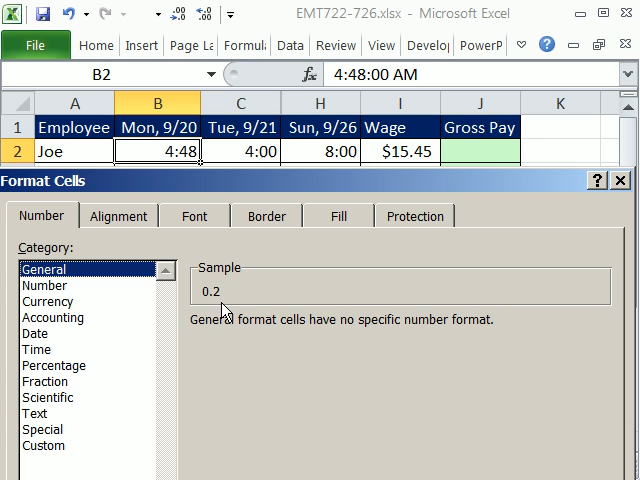 EMT722-726.xlsx - Microsoft Excel
File Home Insert Page La Formula Data Review View Develo PowerP
B2 fx 4:48:00 AM
A B C H I J K
1 Employee Mon, 9/20 Tue, 9/21 Sun, 9/26 Wage Gross Pay
2 Joe 4:48 4:00 8:00 $15.45
Format Cells
Number Alignment Font Border Fill Protection
Category:
General
Number
Currency
Accounting
Date
Time
Percentage
Fraction
Scientific
Text
Special
Custom
Sample
0.2
General format cells have no specific number format.